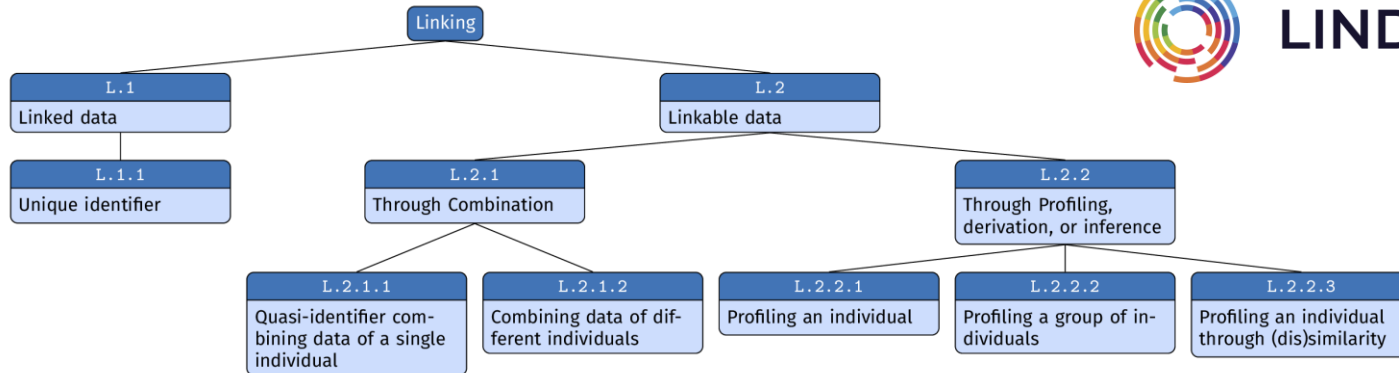 Linking
LIND
L.1
Linked data
L.2
Linkable data
L.1.1
Unique identifier
L.2.1
Through Combination
L.2.2
Through Profiling,
derivation, or inference
L.2.1.1
Quasi-identifier com-
bining data of a single
individual
L.2.1.2
Combining data of dif-
ferent individuals
L.2.2.1
Profiling an individual
L.2.2.2
Profiling a group of in-
dividuals
L.2.2.3
Profiling an individual
through (dis)similarity